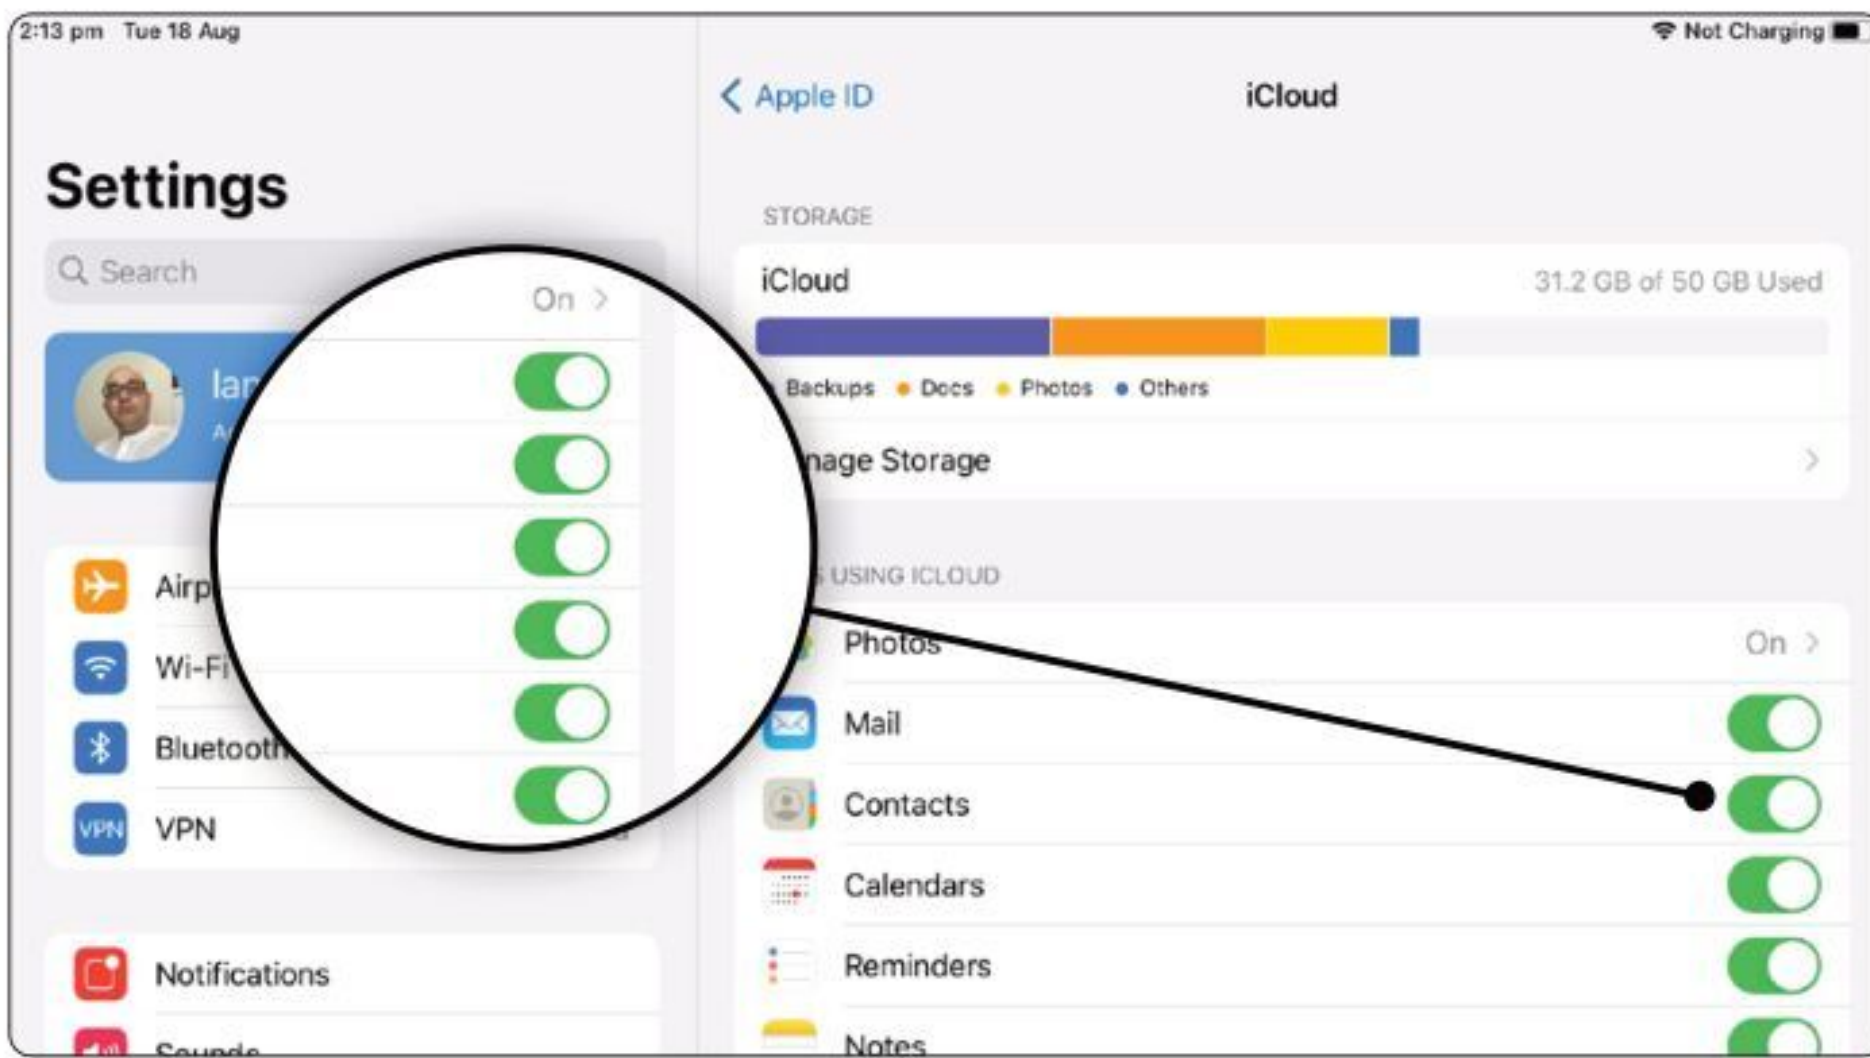 2:13 pm Tue 18 Aug
Not Charging
Settings
Search
VPN
Airp
Wi-Fi
Bluetooth
VPN
Notifications
Sounds
On
Apple ID
iCloud
STORAGE
iCloud
31.2 GB of 50 GB Used
Backups
Docs
Photos
Others
nage Storage
USING ICLOUD
Photos
On
Mail
Contacts
Calendars
Reminders
Notes